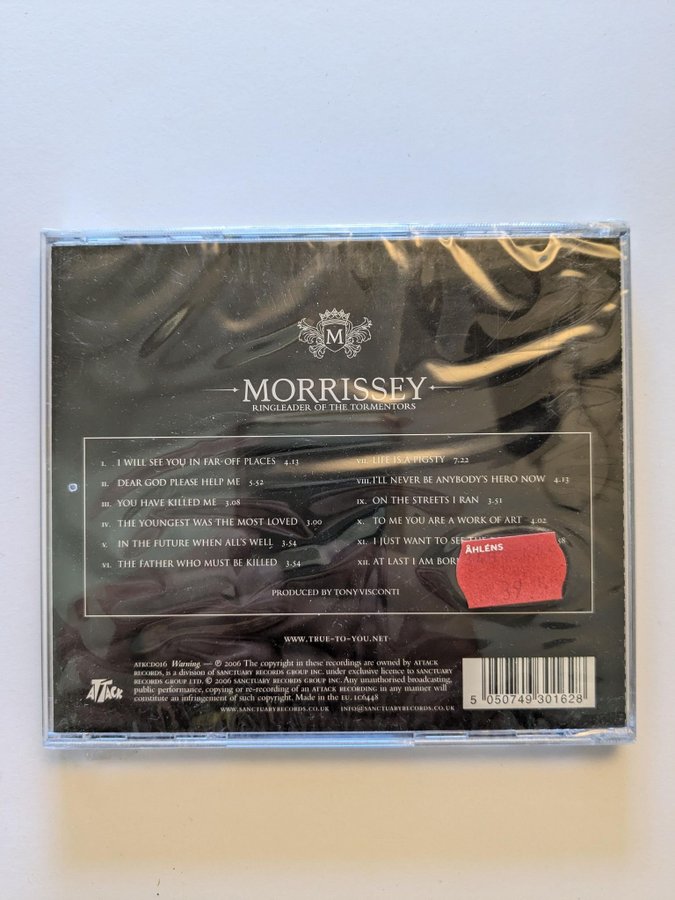 M
MORRISSEY
RINGLEADER OF THE TORMENTORS
I. I WILL SEE YOU IN FAR-OFF PLACES 4.13
II. DEAR GOD PLEASE HELP ME 5.52
III. YOU HAVE KILLED ME 3.08
IV. THE YOUNGEST WAS THE MOST LOVED 3.00
V. IN THE FUTURE WHEN ALL'S WELL 3.54
VI. THE FATHER WHO MUST BE KILLED 3.54
VII. LIFE IS A PIGSTY 7.22
VIII. I'LL NEVER BE ANYBODY'S HERO NOW 4.13
IX. ON THE STREETS I RAN 3.51
X. TO ME YOU ARE A WORK OF ART 4.02
XI. I JUST WANT TO SEE THE
XII. AT LAST I AM BOR
ÅHLÉNS
39
PRODUCED BY TONY VISCONTI
WWW.TRUE-TO-YOU.NET
ATTACK
ATKCD016 Warning. — ℗ 2006 The copyright in these recordings are owned by ATTACK
RECORDS, is a division of SANCTUARY RECORDS GROUP INC. under exclusive licence to SANCTUARY
RECORDS GROUP LTD. © 2006 SANCTUARY RECORDS GROUP INC. Any unauthorised broadcasting,
public performance, copying or re-recording of an ATTACK RECORDING in any manner will
constitute an infringement of such copyright. Made in the EU. LC6448
WWW.SANCTUARYRECORDS.CO.UK INFO@SANCTUARYRECORDS.CO.UK
5 050749 301628